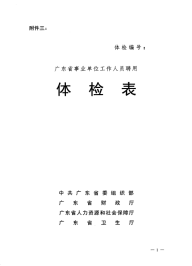 附件三：
体检编号：
广东省事业单位工作人员聘用
体 检 表
中共广东省委组织部
广东省财政厅
广东省人力资源和社会保障厅
广东省卫生厅
— 1 —